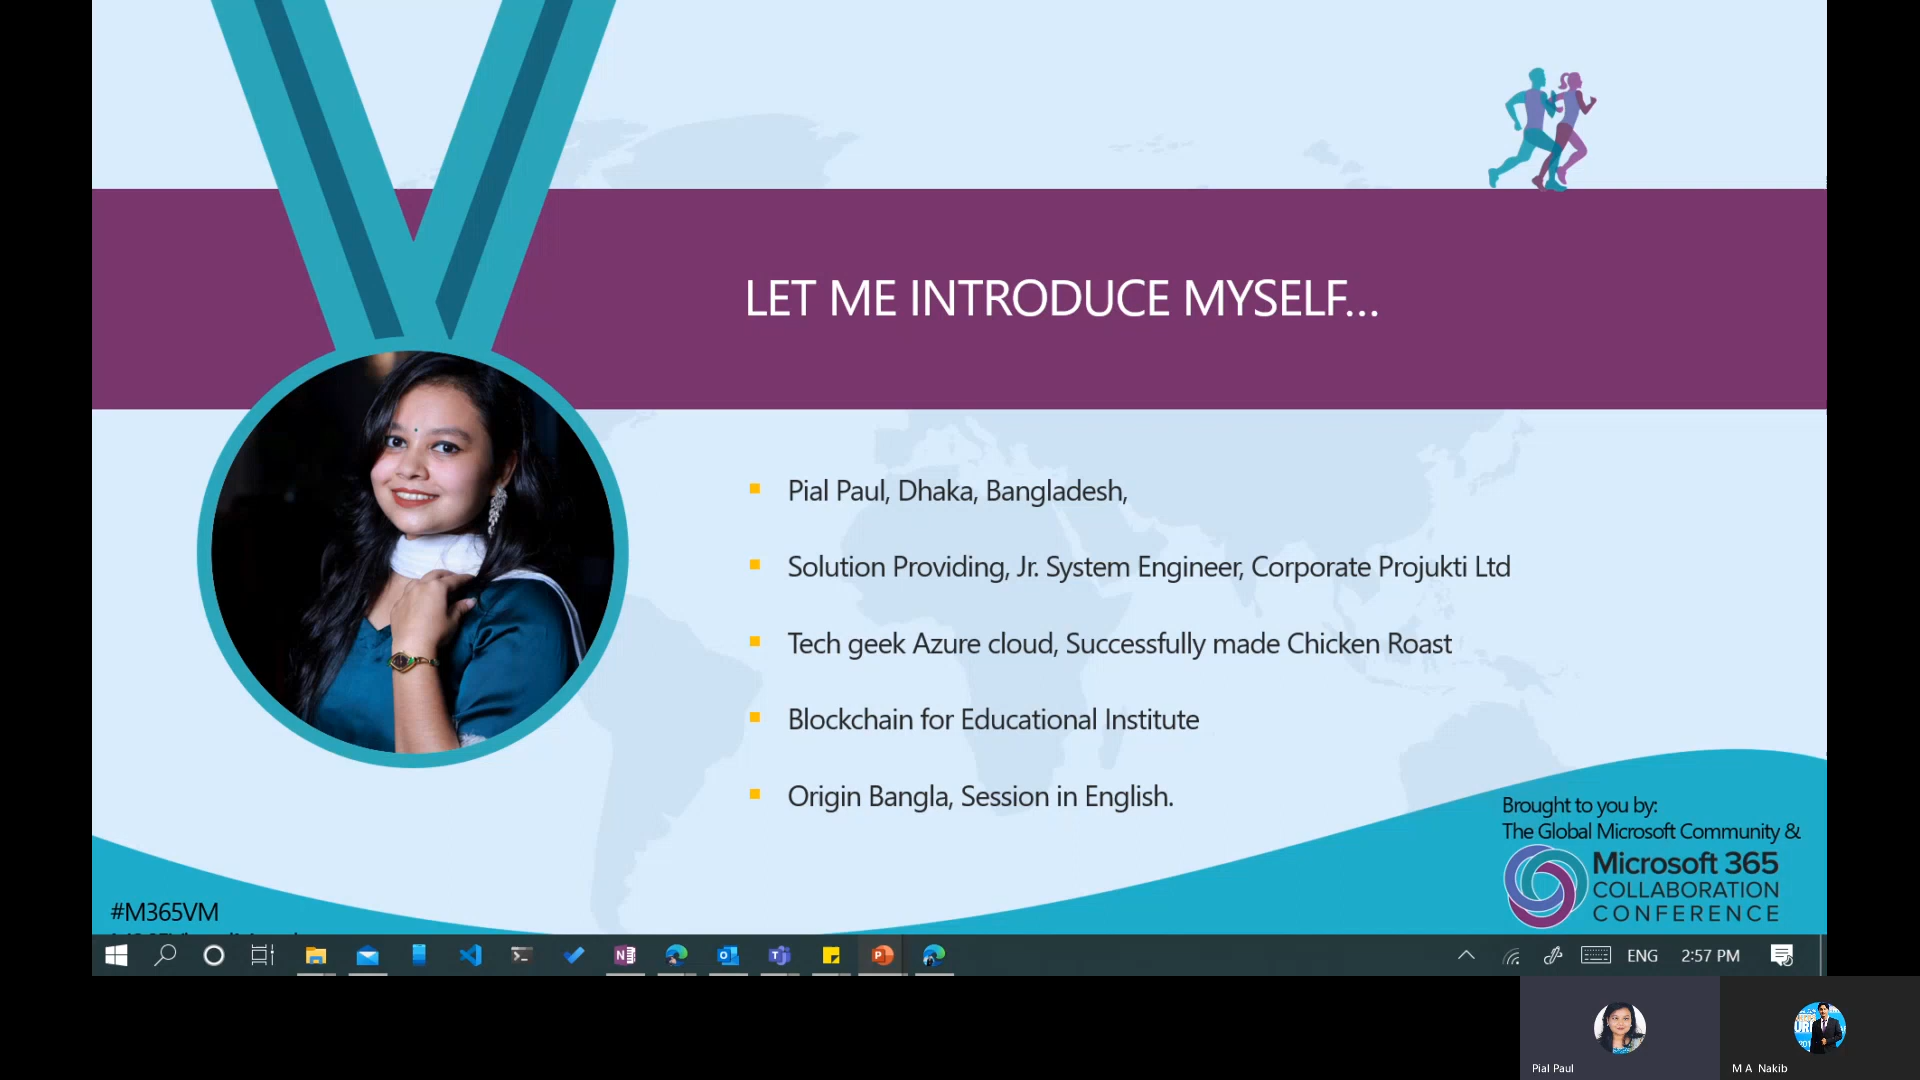 LET ME INTRODUCE MYSELF...
Pial Paul, Dhaka, Bangladesh,
Solution Providing, Jr. System Engineer, Corporate Projukti Ltd
Tech geek Azure cloud, Successfully made Chicken Roast
Blockchain for Educational Institute
Origin Bangla, Session in English.
Brought to you by:
The Global Microsoft Community &
Microsoft 365
COLLABORATION
CONFERENCE
#M365VM
ENG
2:57 PM
Pial Paul
M A Nakib